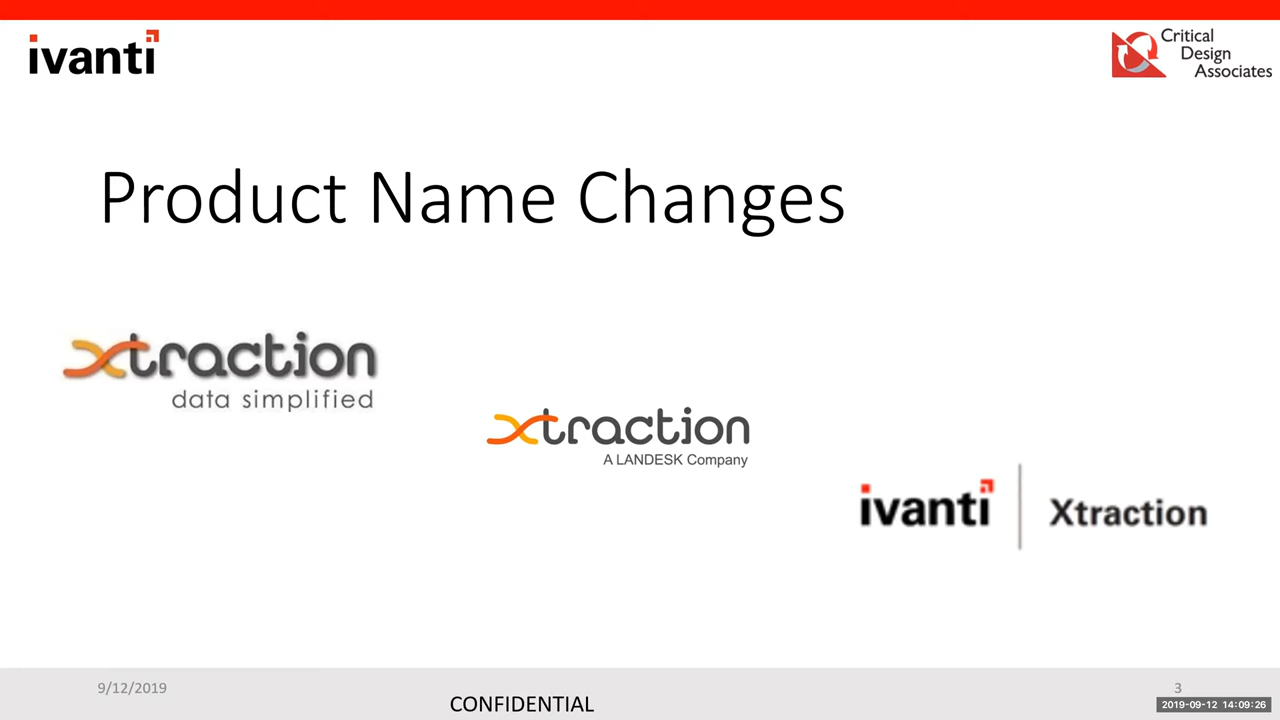 ivanti
Critical
Design
Associates
Product Name Changes
xtraction
data simplified
xtraction
A LANDESK Company
ivanti | Xtraction
9/12/2019
CONFIDENTIAL
3
2019-09-12 14:09:26